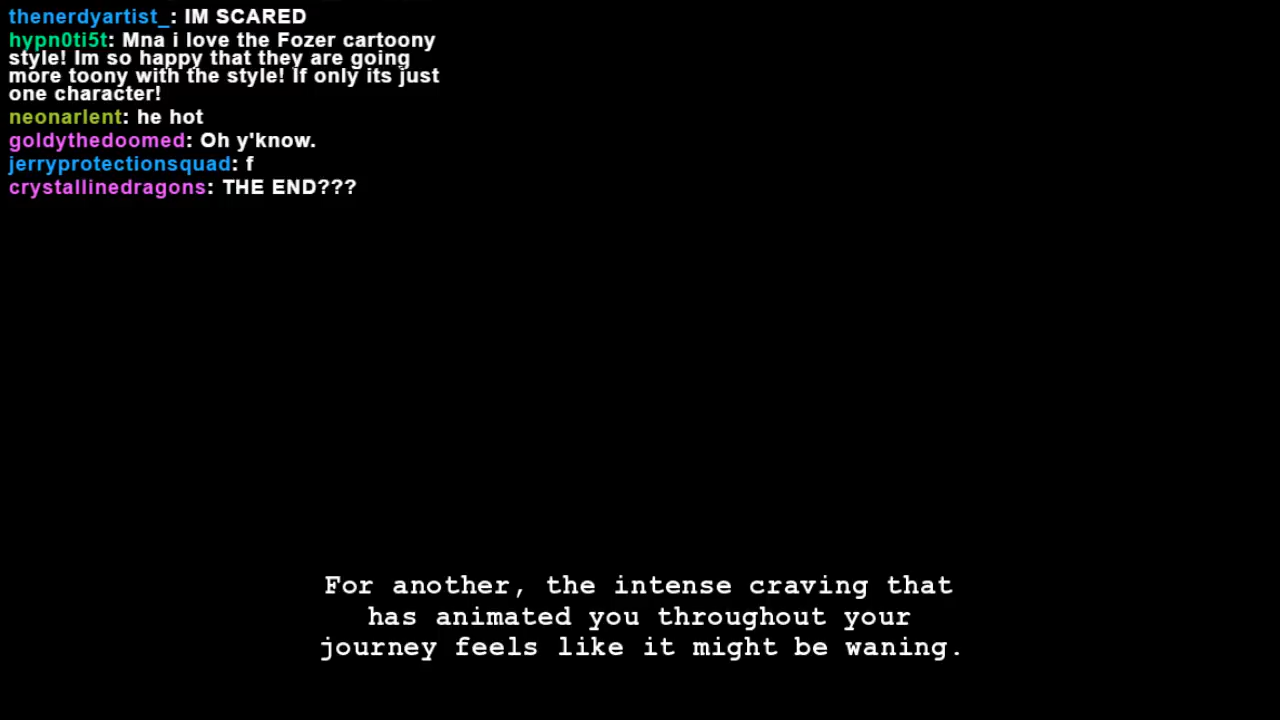 thenerdyartist_: IM SCARED
hypn0ti5t: Mna i love the Fozer cartoony
style! Im so happy that they are going
more toony with the style! If only its just
one character!
neonarlent: he hot
goldythedoomed: Oh y'know.
jerryprotectionsquad: f
crystallinedragons: THE END???
For another, the intense craving that
has animated you throughout your
journey feels like it might be waning.